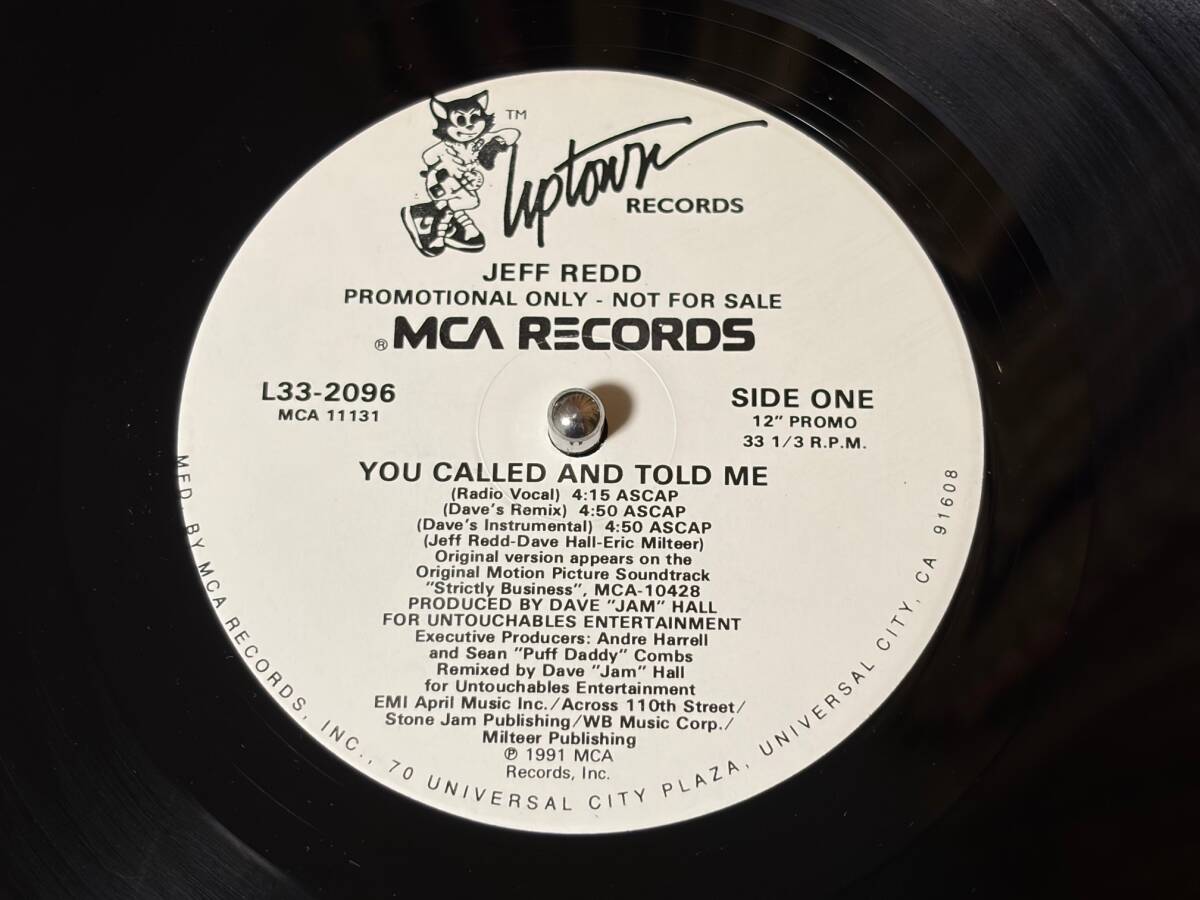 TM
Uptown
RECORDS
JEFF REDD
PROMOTIONAL ONLY - NOT FOR SALE
® MCA RECORDS
L33-2096
MCA 11131
SIDE ONE
12" PROMO
33 1/3 R.P.M.
YOU CALLED AND TOLD ME
(Radio Vocal) 4:15 ASCAP
(Dave's Remix) 4:50 ASCAP
(Dave's Instrumental) 4:50 ASCAP
(Jeff Redd-Dave Hall-Eric Milteer)
Original version appears on the
Original Motion Picture Soundtrack
"Strictly Business", MCA-10428
PRODUCED BY DAVE "JAM" HALL
FOR UNTOUCHABLES ENTERTAINMENT
Executive Producers: Andre Harrell
and Sean "Puff Daddy" Combs
Remixed by Dave "Jam" Hall
for Untouchables Entertainment
EMI April Music Inc./Across 110th Street/
Stone Jam Publishing/WB Music Corp./
Milteer Publishing
℗ 1991 MCA
Records, Inc.
MFD. BY MCA RECORDS, INC., 70 UNIVERSAL CITY PLAZA, UNIVERSAL CITY, CA 91608